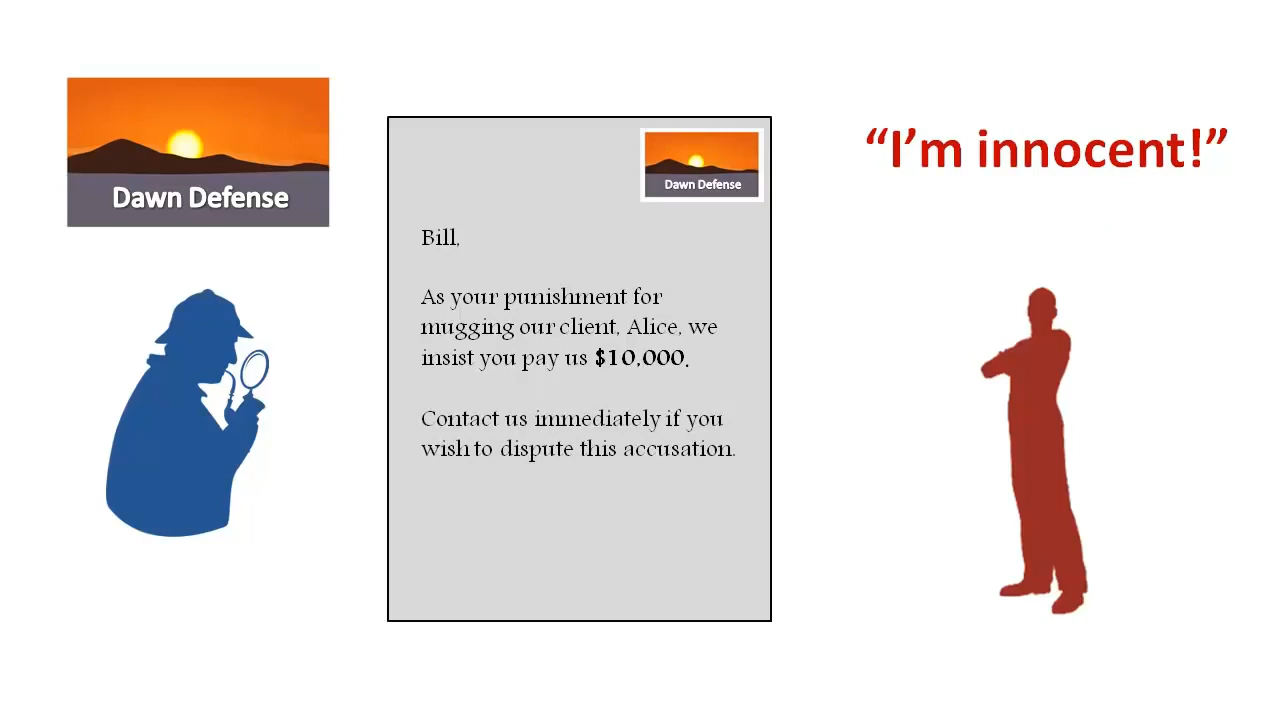 Dawn Defense
Dawn Defense
Bill,
As your punishment for
mugging our client, Alice, we
insist you pay us $10,000.
Contact us immediately if you
wish to dispute this accusation.
“I’m innocent!”